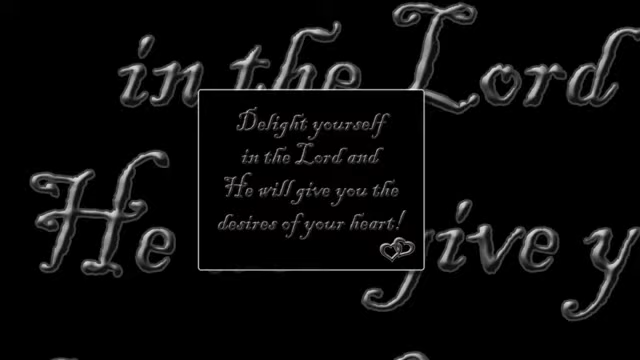 in the Lord
Delight yourself
in the Lord and
He will give you the
desires of your heart!
He give y